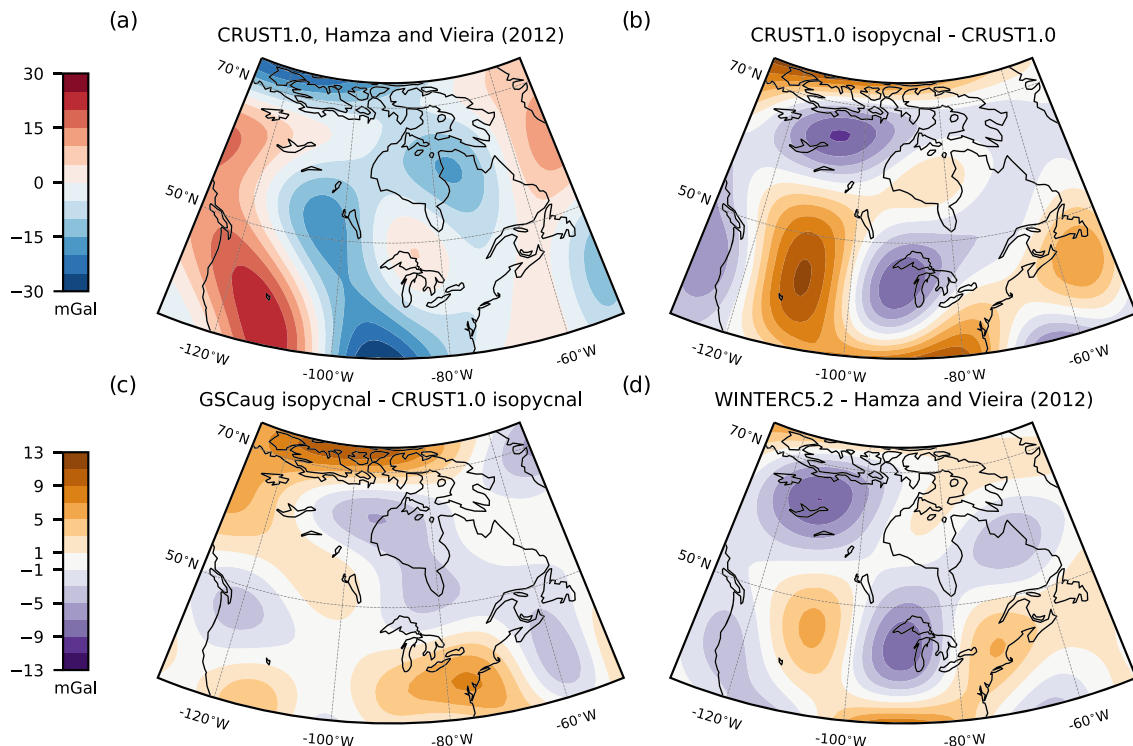 (a)
CRUST1.0, Hamza and Vieira (2012)
30
15
0
−15
−30
mGal
70°N
50°N
-120°W
-100°W
-80°W
-60°W
(b)
CRUST1.0 isopycnal - CRUST1.0
70°N
50°N
-120°W
-100°W
-80°W
-60°W
(c)
GSCaug isopycnal - CRUST1.0 isopycnal
13
9
5
1
−1
−5
−9
−13
mGal
70°N
50°N
-120°W
-100°W
-80°W
-60°W
(d)
WINTERC5.2 - Hamza and Vieira (2012)
70°N
50°N
-120°W
-100°W
-80°W
-60°W